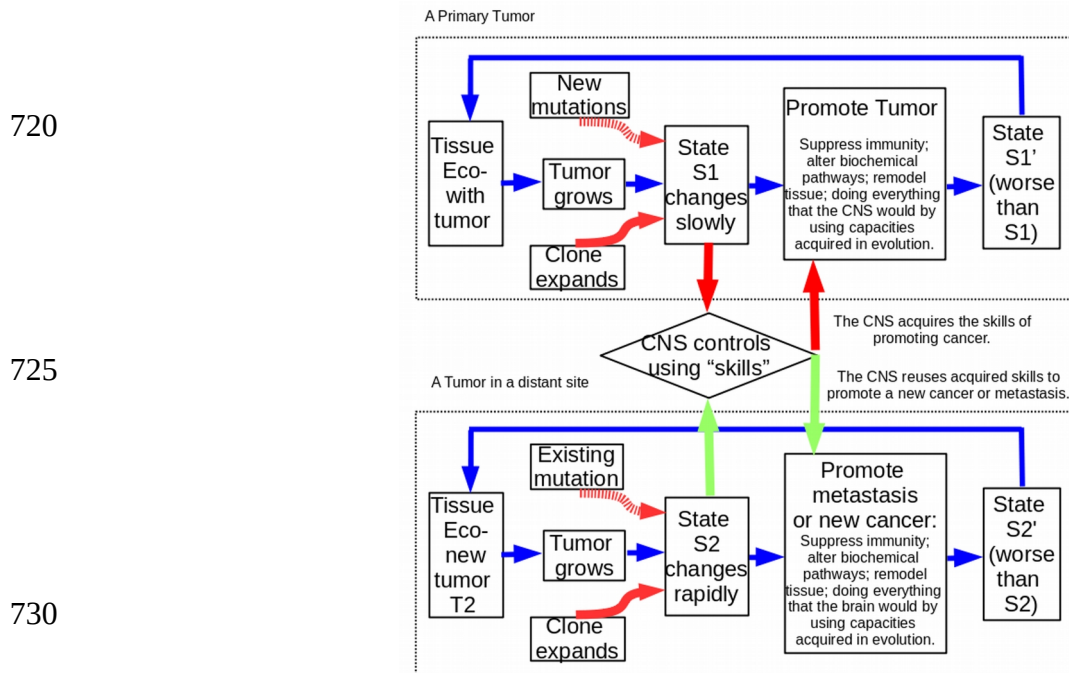 A Primary Tumor
720
New
mutations
Tissue
Eco-
with
tumor
Tumor
grows
Clone
expands
State
S1
changes
slowly
Promote Tumor
Suppress immunity;
alter biochemical
pathways; remodel
tissue; doing everything
that the CNS would by
using capacities
acquired in evolution.
State
S1’
(worse
than
S1)
725
CNS controls
using “skills”
The CNS acquires the skills of
promoting cancer.
The CNS reuses acquired skills to
promote a new cancer or metastasis.
A Tumor in a distant site
730
Existing
mutation
Tissue
Eco-
new
tumor
T2
Tumor
grows
Clone
expands
State
S2
changes
rapidly
Promote
metastasis
or new cancer:
Suppress immunity;
alter biochemical
pathways; remodel
tissue; doing everything
that the brain would by
using capacities
acquired in evolution.
State
S2'
(worse
than
S2)